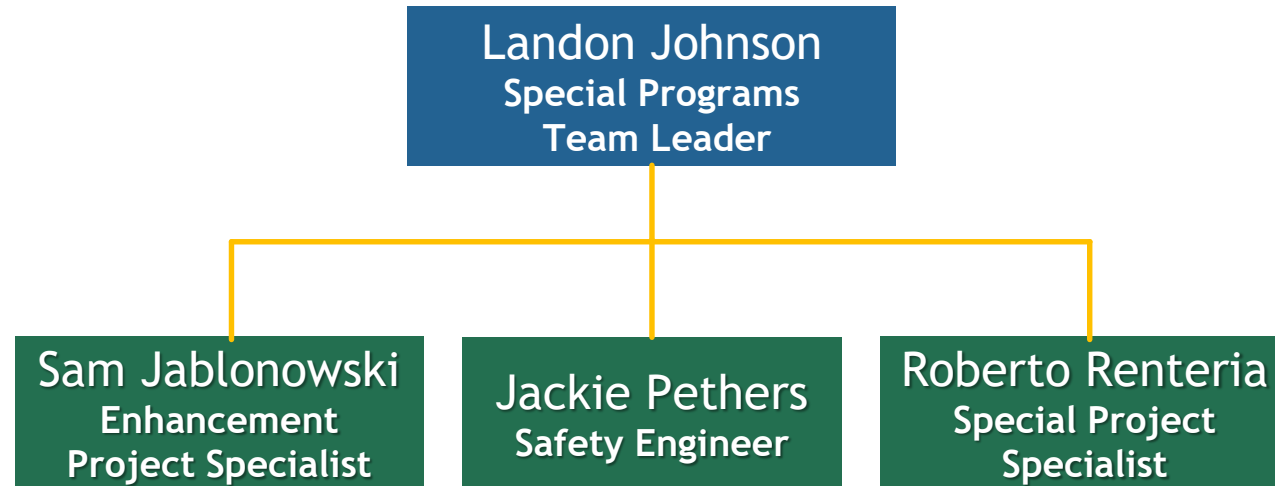 Landon Johnson
Special Programs
Team Leader
Sam Jablonowski
Enhancement
Project Specialist
Jackie Pethers
Safety Engineer
Roberto Renteria
Special Project
Specialist